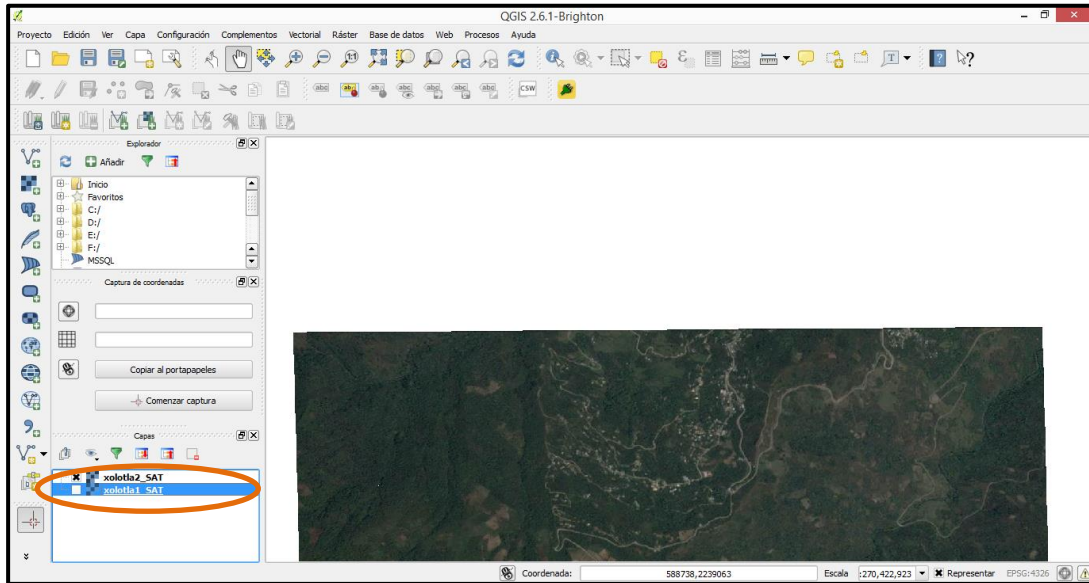 QGIS 2.6.1-Brighton
Proyecto Edición Ver Capa Configuración Complementos Vectorial Ráster Base de datos Web Procesos Ayuda
CSW
Explorador
Añadir
Inicio
Favoritos
C:/
D:/
E:/
F:/
MSSQL
Captura de coordenadas
Copiar al portapapeles
Comenzar captura
Capas
xolotla2_SAT
xolotla1_SAT
Coordenada: 588738,2239063 Escala :270,422,923 Representar EPSG:4326